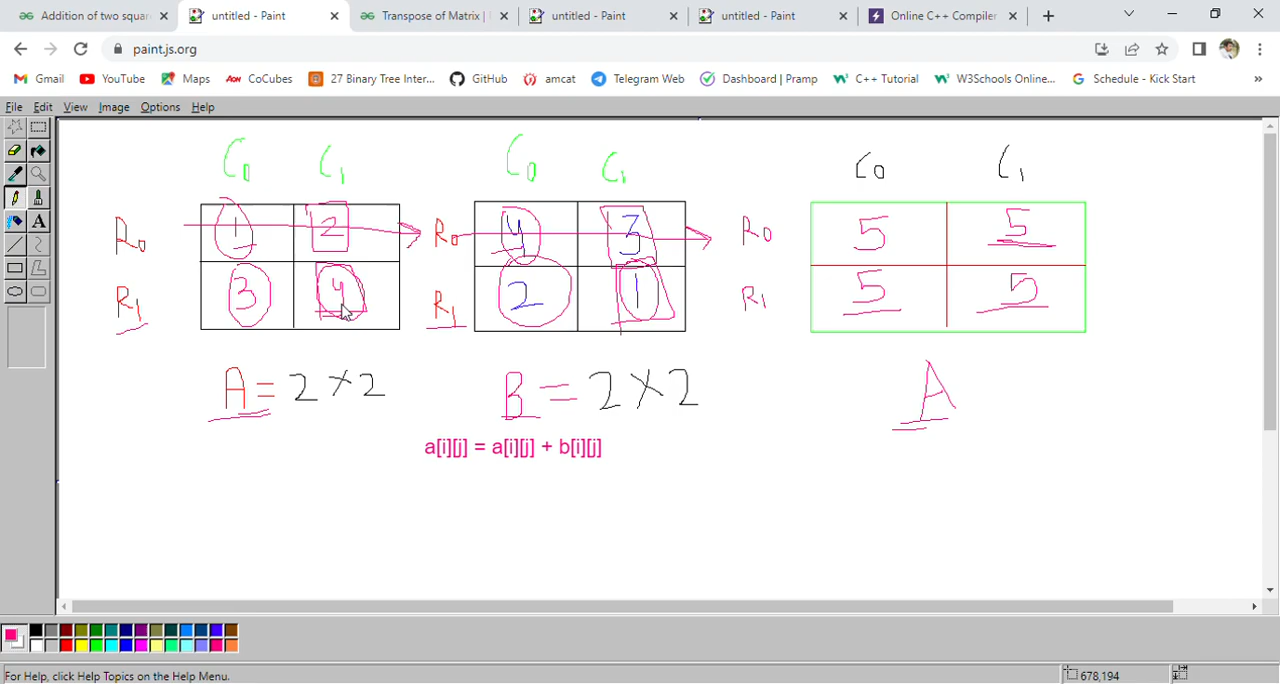 Addition of two squar
untitled - Paint
Transpose of Matrix |
untitled - Paint
untitled - Paint
Online C++ Compiler
paint.js.org
Gmail YouTube Maps CoCubes 27 Binary Tree Inter... GitHub amcat Telegram Web Dashboard | Pramp C++ Tutorial W3Schools Online... Schedule - Kick Start »
File Edit View Image Options Help
C0 C1 C0 C1 C0 C1
R0 1 2 R0 4 3 R0 5 5
R1 3 4 R1 2 1 R1 5 5
A = 2 × 2 B = 2 × 2 A
a[i][j] = a[i][j] + b[i][j]
For Help, click Help Topics on the Help Menu. 678,194